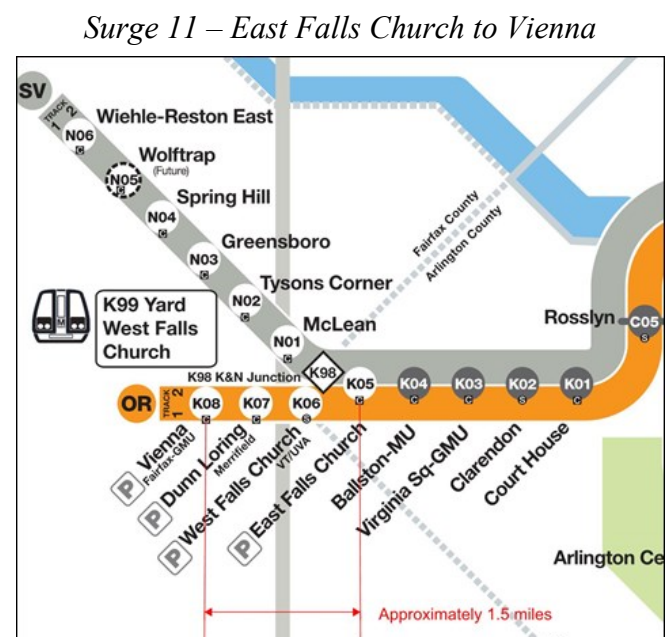 Surge 11 – East Falls Church to Vienna
SV
TRACK
1 2
N06
C
Wiehle-Reston East
N05
C
Wolftrap
(Future)
N04
C
Spring Hill
N03
C
Greensboro
N02
C
Tysons Corner
N01
C
McLean
Fairfax County
Arlington County
M
K99 Yard
West Falls
Church
K98 K&N Junction
K98
Rosslyn
C05
S
OR
TRACK
1 2
K08
C
K07
C
K06
S
K05
C
K04
C
K03
C
K02
S
K01
C
P
Vienna
Fairfax-GMU
P
Dunn Loring
Merrifield
P
West Falls Church
VT/UVA
P
East Falls Church
Ballston-MU
Virginia Sq-GMU
Clarendon
Court House
Arlington Ce
Approximately 1.5 miles